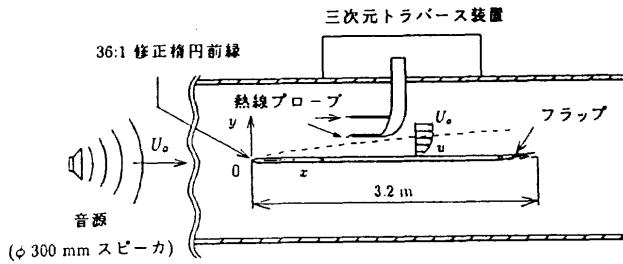 三次元トラバース装置
36:1 修正楕円前縁
熱線プローブ
y
U₀
フラップ
U₀
u
0
x
3.2 m
音源
(φ 300 mm スピーカ)